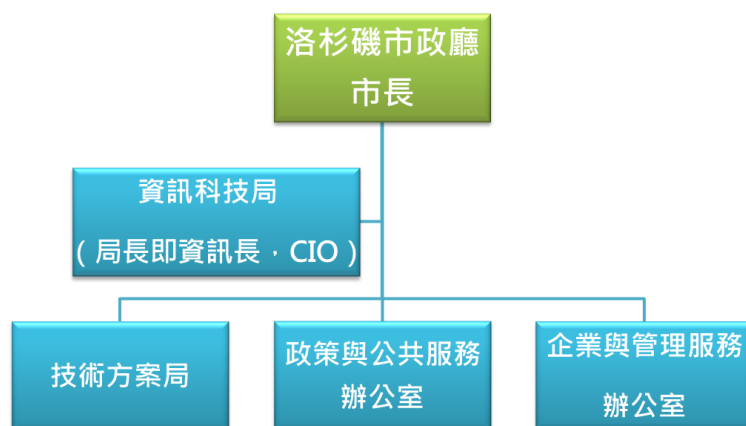 洛杉磯市政廳
市長
資訊科技局
(局長即資訊長,CIO)
技術方案局
政策與公共服務
辦公室
企業與管理服務
辦公室